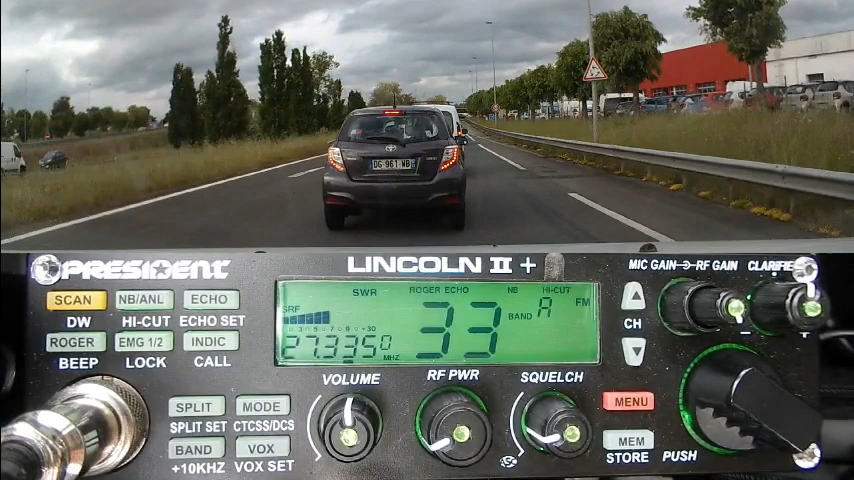 DG-961-WB
PRESIDENT
LINCOLN II +
MIC GAIN RF GAIN CLARIFIER
SCAN NB/ANL ECHO
DW HI-CUT ECHO SET
ROGER EMG 1/2 INDIC
BEEP LOCK CALL
SWR ROGER ECHO NB HI-CUT
SRF 33 BAND A FM
27.3350 MHZ
CH
VOLUME RF PWR SQUELCH
SPLIT MODE
SPLIT SET CTCSS/DCS
BAND VOX
+10KHZ VOX SET
MENU
MEM
STORE PUSH